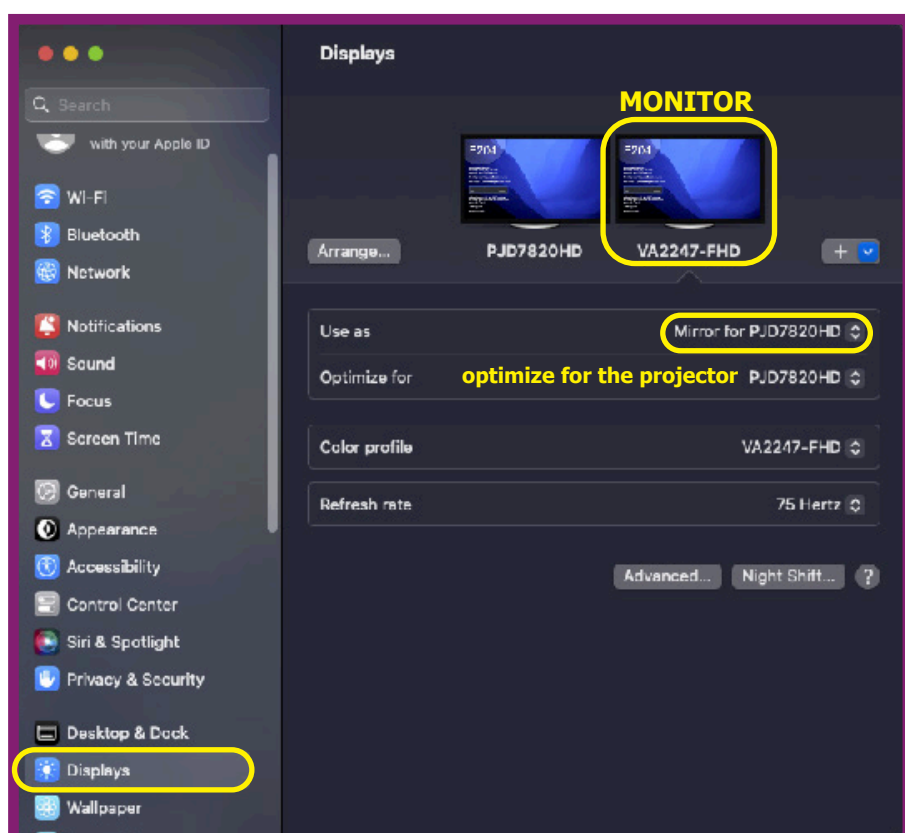 Displays
Search
with your Apple ID
Wi-Fi
Bluetooth
Network
Notifications
Sound
Focus
Screen Time
General
Appearance
Accessibility
Control Center
Siri & Spotlight
Privacy & Security
Desktop & Dock
Displays
Wallpaper
MONITOR
Arrange...
PJD7820HD
VA2247-FHD
+
Use as
Mirror for PJD7820HD
Optimize for
optimize for the projector
PJD7820HD
Color profile
VA2247-FHD
Refresh rate
75 Hertz
Advanced...
Night Shift...
?